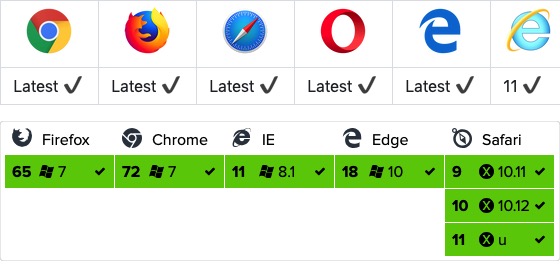 Latest ✔ Latest ✔ Latest ✔ Latest ✔ Latest ✔ 11 ✔
Firefox Chrome IE Edge Safari
65 7 ✔ 72 7 ✔ 11 8.1 ✔ 18 10 ✔ 9 X 10.11 ✔
10 X 10.12 ✔
11 X u ✔